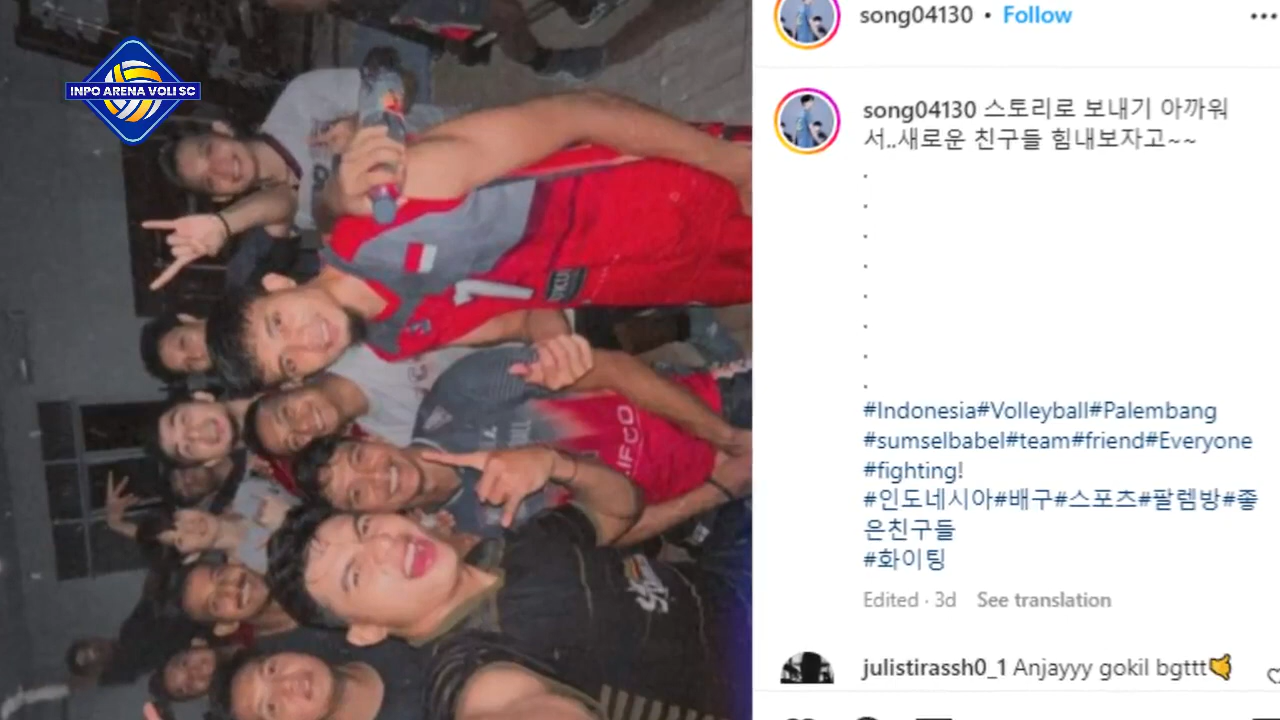 INPO ARENA VOLI SC
song04130 • Follow
song04130 스토리로 보내기 아까워
서..새로운 친구들 힘내보자고~~
.
.
.
.
.
.
.
.
#Indonesia#Volleyball#Palembang
#sumselbabel#team#friend#Everyone
#fighting!
#인도네시아#배구#스포츠#팔렘방#좋
은친구들
#화이팅
Edited · 3d See translation
julistirassh0_1 Anjayyy gokil bgttt🤙
1